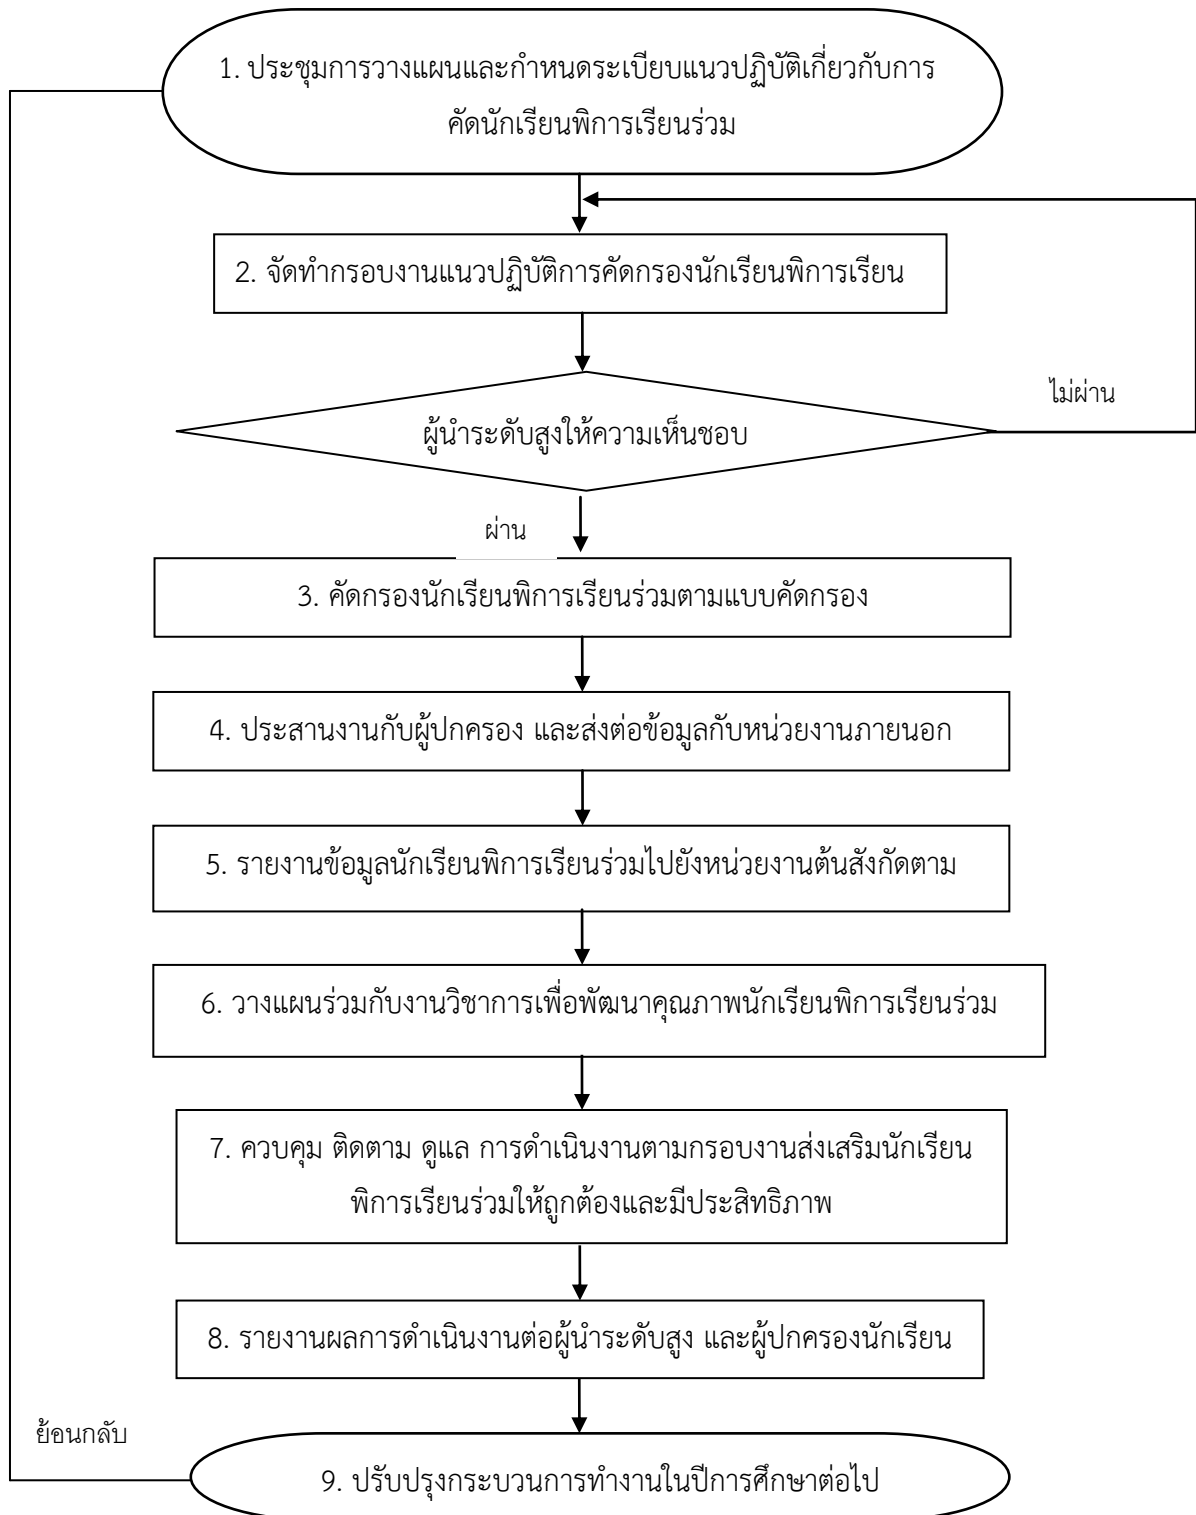 1. ประชุมการวางแผนและกำหนดระเบียบแนวปฏิบัติเกี่ยวกับการ
คัดนักเรียนพิการเรียนร่วม
2. จัดทำกรอบงานแนวปฏิบัติการคัดกรองนักเรียนพิการเรียน
ไม่ผ่าน
ผู้นำระดับสูงให้ความเห็นชอบ
ผ่าน
3. คัดกรองนักเรียนพิการเรียนร่วมตามแบบคัดกรอง
4. ประสานงานกับผู้ปกครอง และส่งต่อข้อมูลกับหน่วยงานภายนอก
5. รายงานข้อมูลนักเรียนพิการเรียนร่วมไปยังหน่วยงานต้นสังกัดตาม
6. วางแผนร่วมกับงานวิชาการเพื่อพัฒนาคุณภาพนักเรียนพิการเรียนร่วม
7. ควบคุม ติดตาม ดูแล การดำเนินงานตามกรอบงานส่งเสริมนักเรียน
พิการเรียนร่วมให้ถูกต้องและมีประสิทธิภาพ
8. รายงานผลการดำเนินงานต่อผู้นำระดับสูง และผู้ปกครองนักเรียน
ย้อนกลับ
9. ปรับปรุงกระบวนการทำงานในปีการศึกษาต่อไป